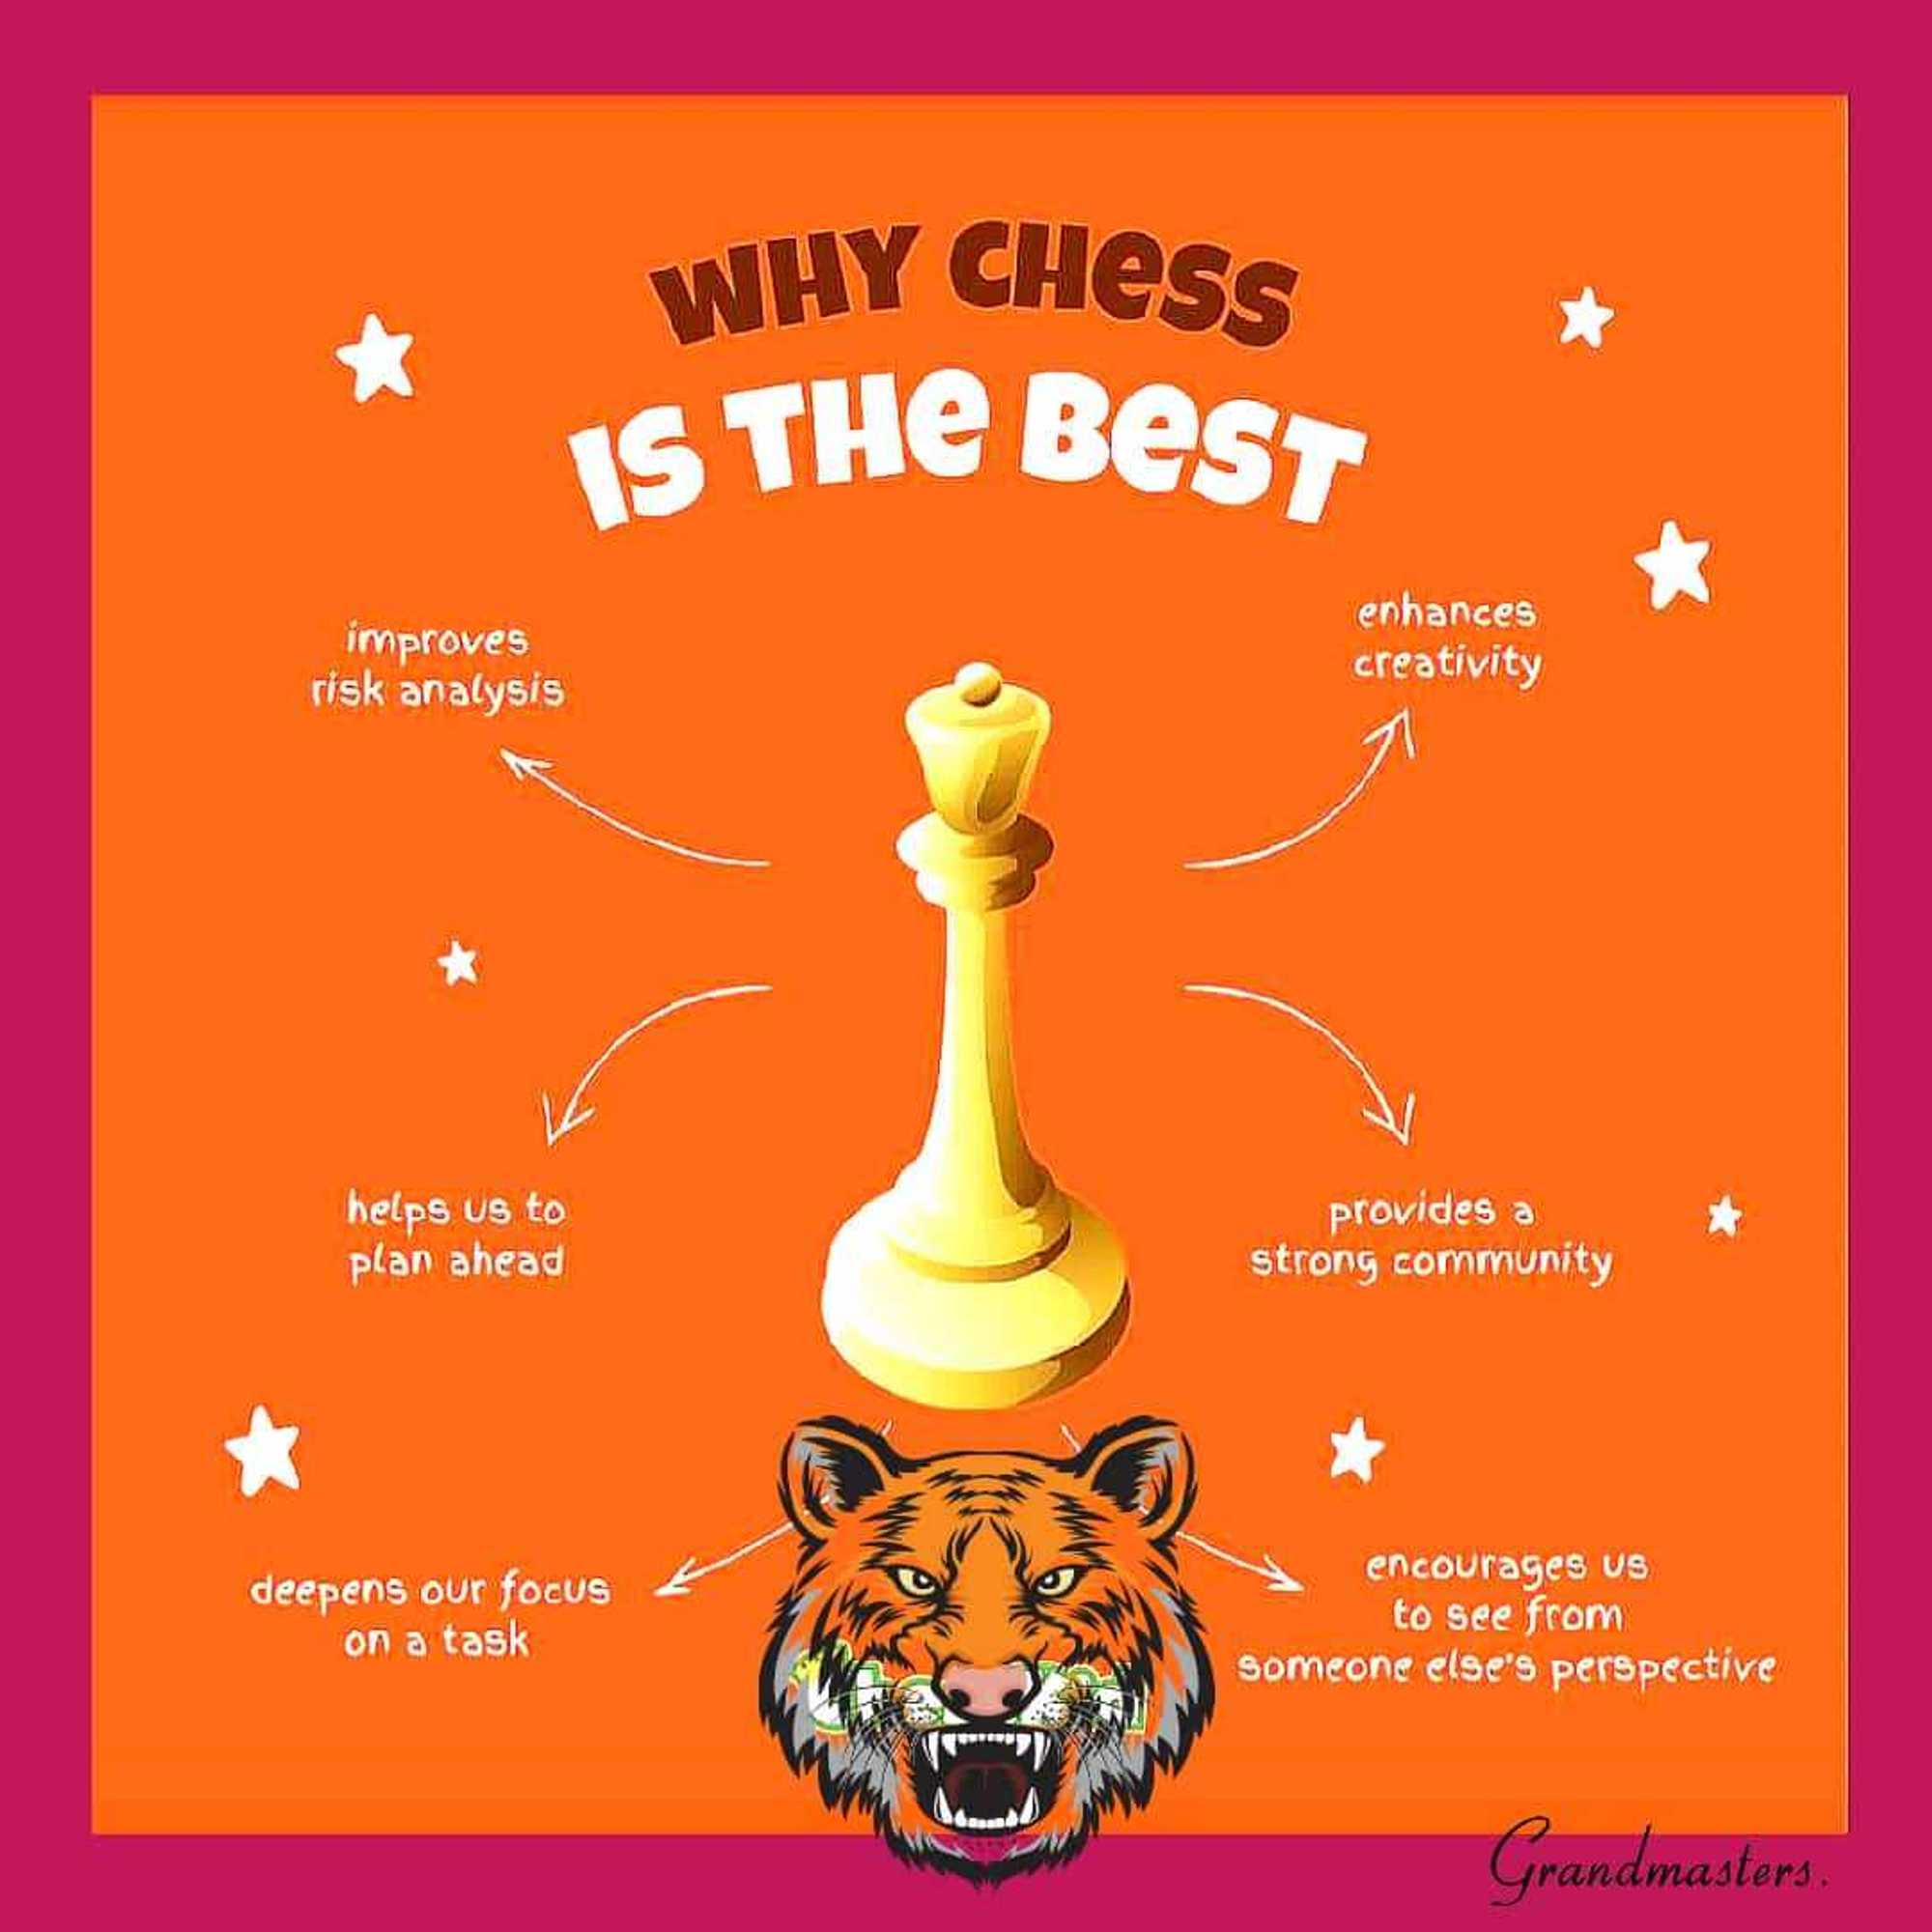 WHY CHess
IS THe BesT
improves
risk analysis
enhances
creativity
helps us to
plan ahead
provides a
strong community
deepens our focus
on a task
encourages us
to see from
someone else's perspective
Grandmasters.